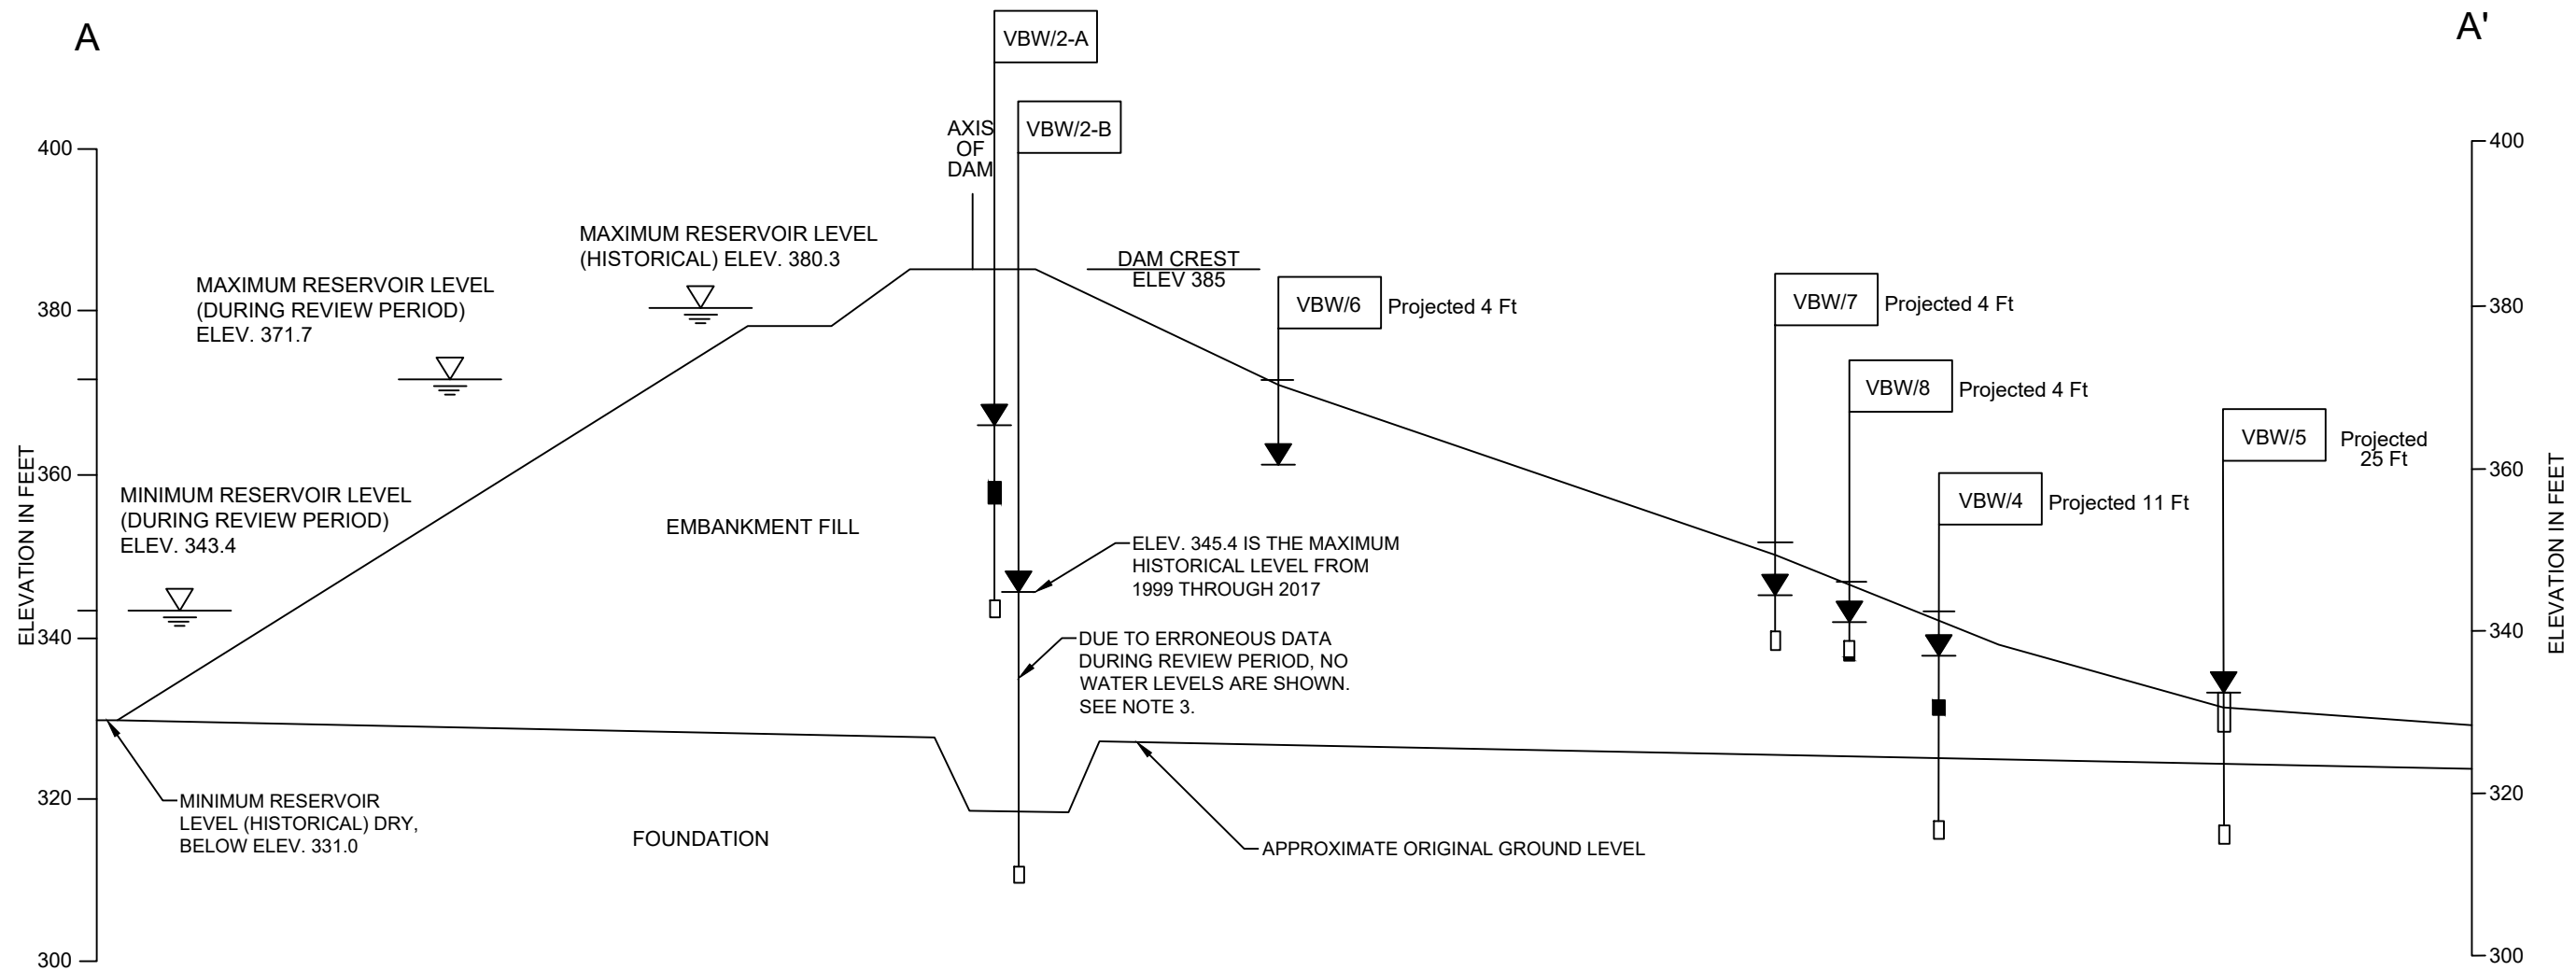 A
A'
VBW/2-A
VBW/2-B
AXIS
OF
DAM
400
400
MAXIMUM RESERVOIR LEVEL
(HISTORICAL) ELEV. 380.3
DAM CREST
ELEV 385
MAXIMUM RESERVOIR LEVEL
(DURING REVIEW PERIOD)
ELEV. 371.7
VBW/6
Projected 4 Ft
VBW/7
Projected 4 Ft
380
380
VBW/8
Projected 4 Ft
VBW/5
Projected
25 Ft
360
360
MINIMUM RESERVOIR LEVEL
(DURING REVIEW PERIOD)
ELEV. 343.4
VBW/4
Projected 11 Ft
EMBANKMENT FILL
ELEVATION IN FEET
ELEVATION IN FEET
ELEV. 345.4 IS THE MAXIMUM
HISTORICAL LEVEL FROM
1999 THROUGH 2017
340
340
DUE TO ERRONEOUS DATA
DURING REVIEW PERIOD, NO
WATER LEVELS ARE SHOWN.
SEE NOTE 3.
320
320
MINIMUM RESERVOIR
LEVEL (HISTORICAL) DRY,
BELOW ELEV. 331.0
FOUNDATION
APPROXIMATE ORIGINAL GROUND LEVEL
300
300